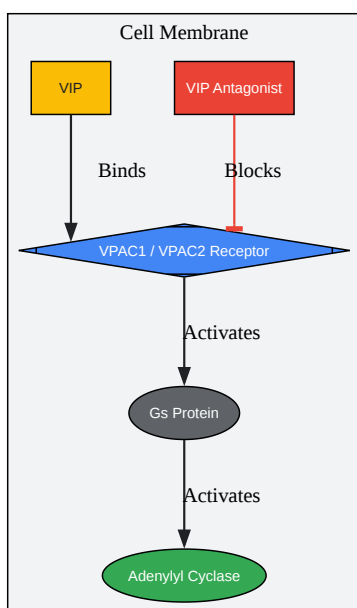 Cell Membrane
VIP
VIP Antagonist
Binds
Blocks
VPAC1 / VPAC2 Receptor
Activates
Gs Protein
Activates
Adenylyl Cyclase